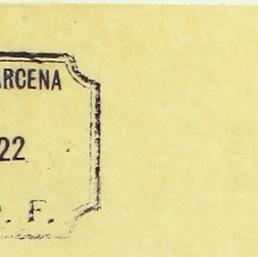 ARCENA
22
. F.